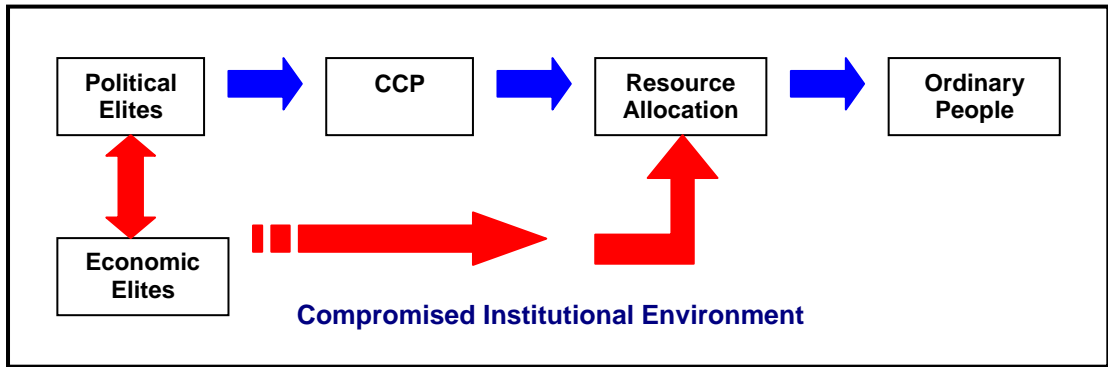 Political
Elites
CCP
Resource
Allocation
Ordinary
People
Economic
Elites
Compromised Institutional Environment